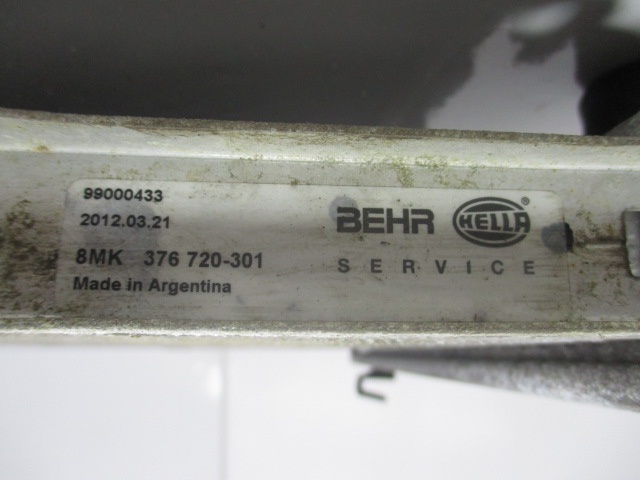 99000433
2012.03.21
8MK 376 720-301
Made in Argentina
BEHR HELLA
SERVICE